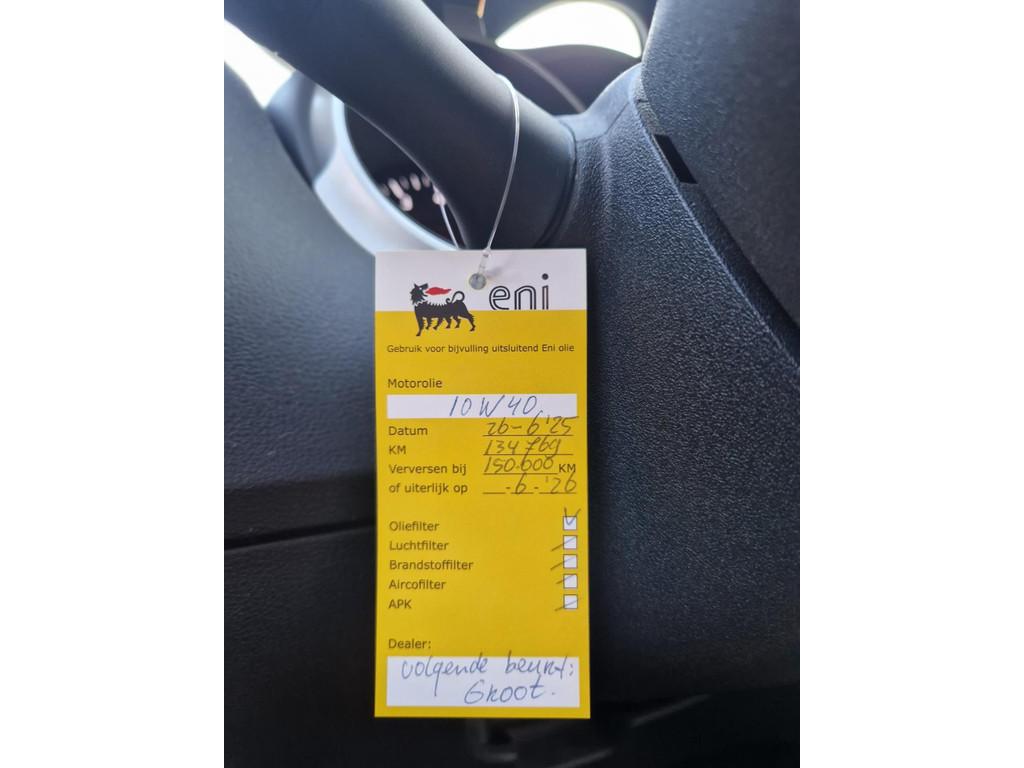 eni
Gebruik voor bijvulling uitsluitend Eni olie
Motorolie
10W40
Datum 26-6'25
KM 134769
Verversen bij 150.000 KM
of uiterlijk op -6-'26
Oliefilter
Luchtfilter
Brandstoffilter
Aircofilter
APK
Dealer:
volgende beurt:
Groot.